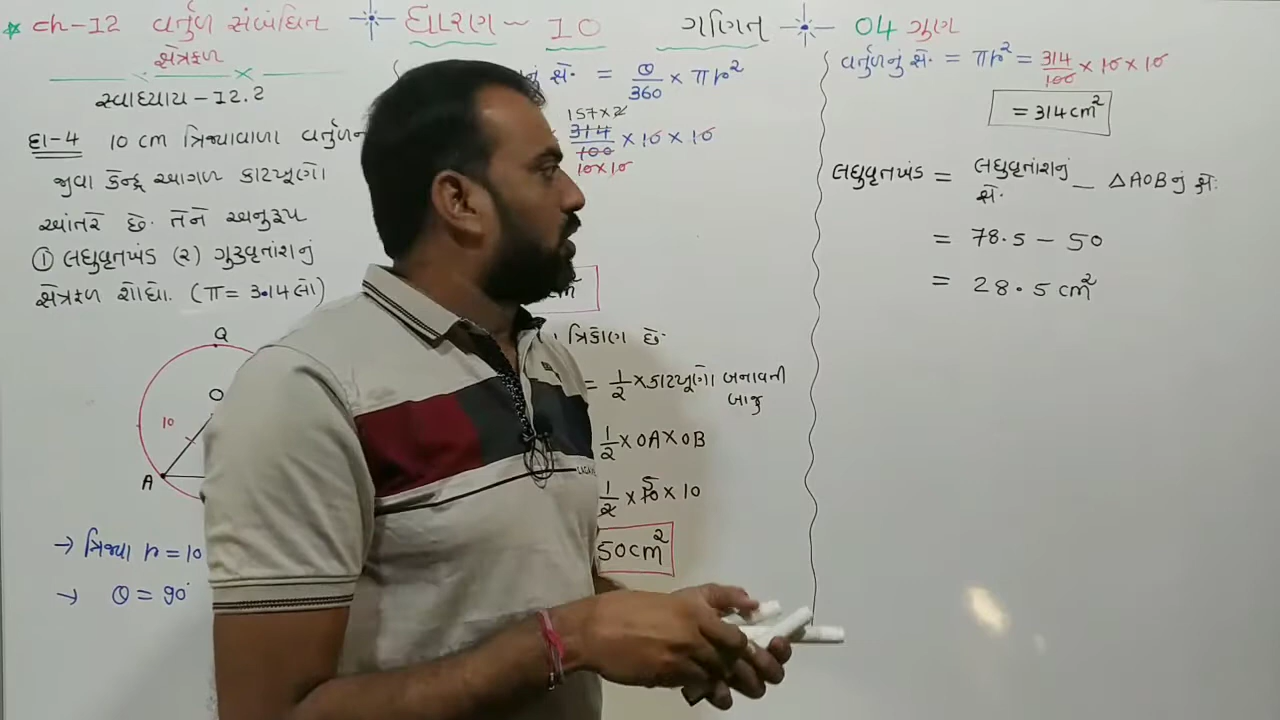 ch-12 વર્તુળ સંબંધિત ધોરણ - 10 ગણિત 04 ગુણ
ક્ષેત્રફળ
સ્વાધ્યાય - 12.2
દા-4 10 cm ત્રિજ્યાવાળા
જીવા કેન્દ્ર આગળ કાટખૂણો
આંતરે છે. તેને અનુરૂપ
① લઘુવૃતખંડ (૨) ગુરુવૃતાંશનું
ક્ષેત્રફળ શોધો. (π = 3.14 લો)
Q
O
10
A
→ ત્રિજ્યા r = 10
→ θ = 90°
નું ક્ષે. = θ/360 × πr²
157 × 2
314/100 × 10 × 10
10×10
ત્રિકોણ છે.
= 1/2 × કાટખૂણો બનાવતી
બાજુ
1/2 × OA × OB
5
1/2 × 10 × 10
50 cm²
વર્તુળનું ક્ષે. = πr² = 314/100 × 10 × 10
= 314 cm²
લઘુવૃતખંડ = લઘુવૃતાંશનું ક્ષે. – △AOB નું ક્ષે.
= 78.5 – 50
= 28.5 cm²